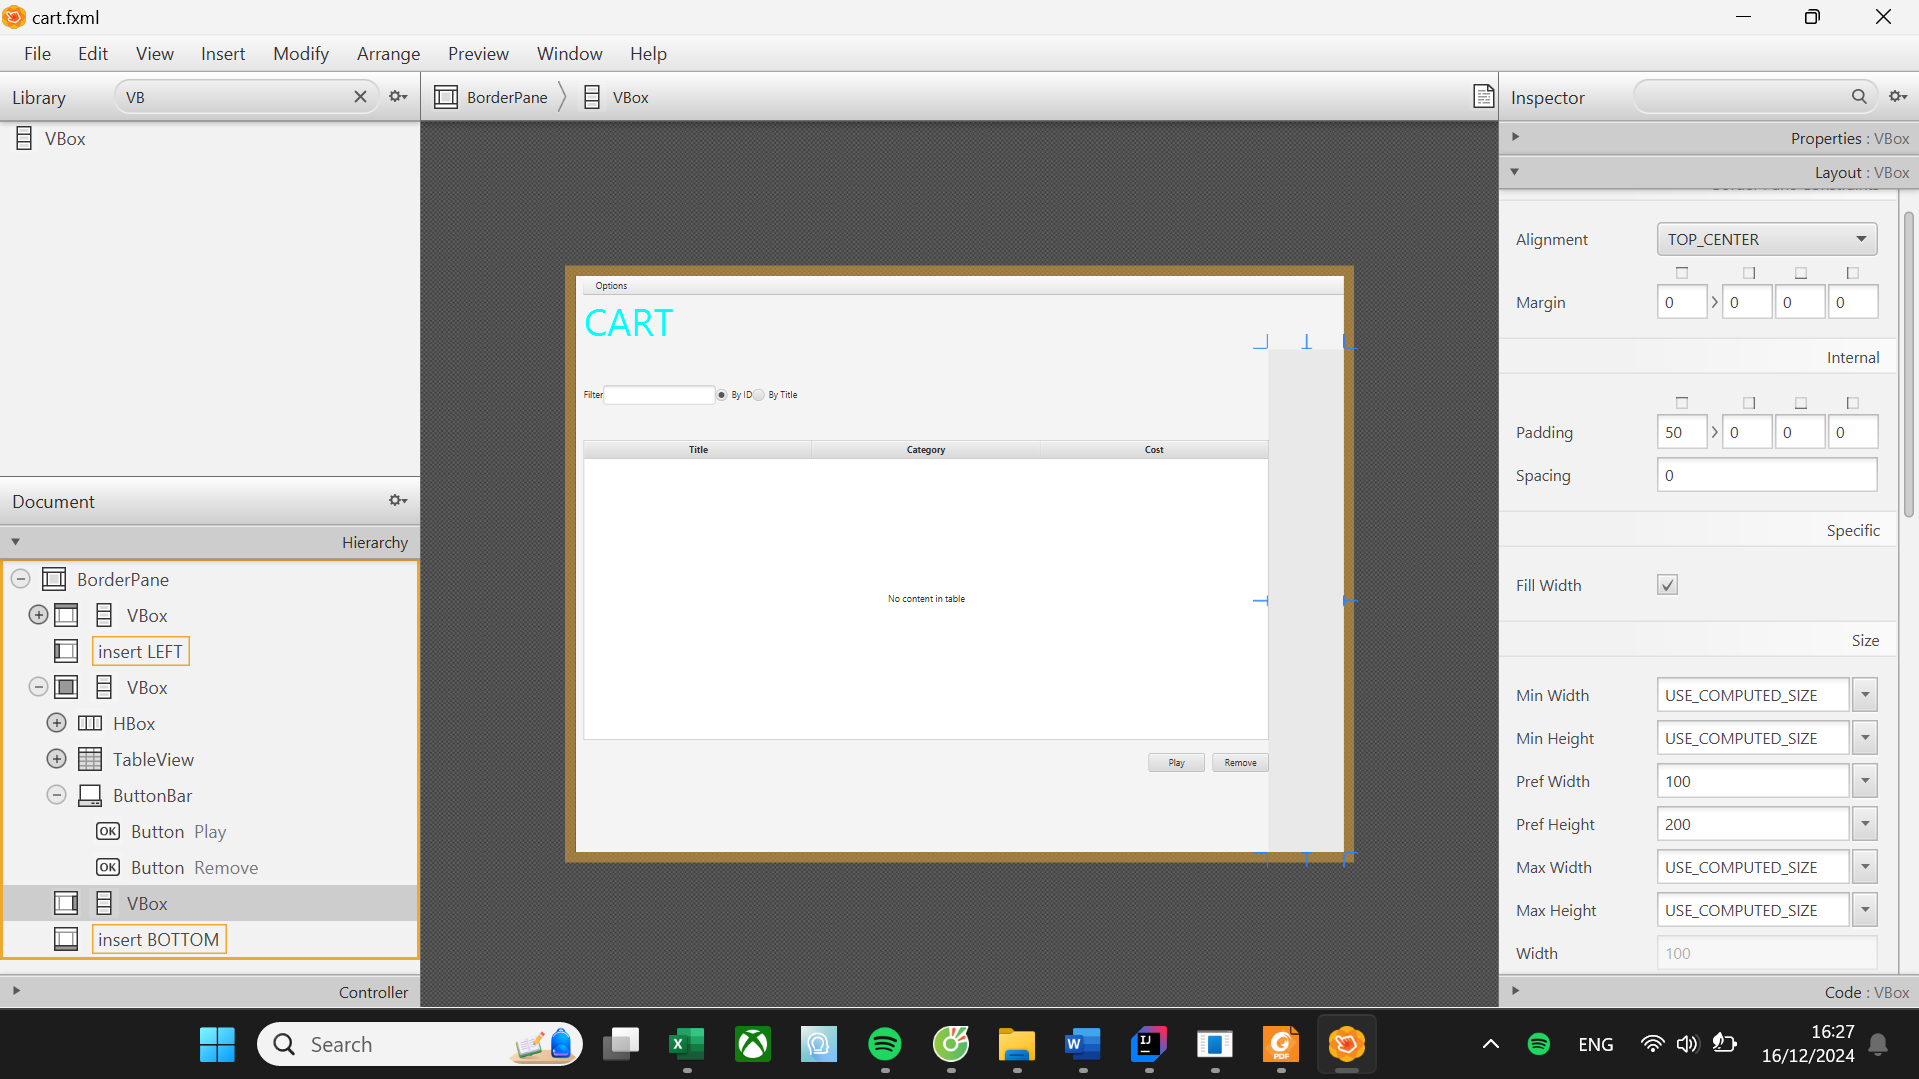 cart.fxml
File Edit View Insert Modify Arrange Preview Window Help
Library VB
BorderPane VBox
Inspector
VBox
Properties : VBox
Layout : VBox
Alignment TOP_CENTER
Margin 0 0 0 0
Internal
Padding 50 0 0 0
Spacing 0
Specific
Fill Width
Size
Min Width USE_COMPUTED_SIZE
Min Height USE_COMPUTED_SIZE
Pref Width 100
Pref Height 200
Max Width USE_COMPUTED_SIZE
Max Height USE_COMPUTED_SIZE
Width 100
Code : VBox
Options
CART
Filter By ID By Title
Title Category Cost
No content in table
Play Remove
Document
Hierarchy
BorderPane
VBox
insert LEFT
VBox
HBox
TableView
ButtonBar
OK Button Play
OK Button Remove
VBox
insert BOTTOM
Controller
Search
X
W
IJ
PDF
ENG
16:27
16/12/2024